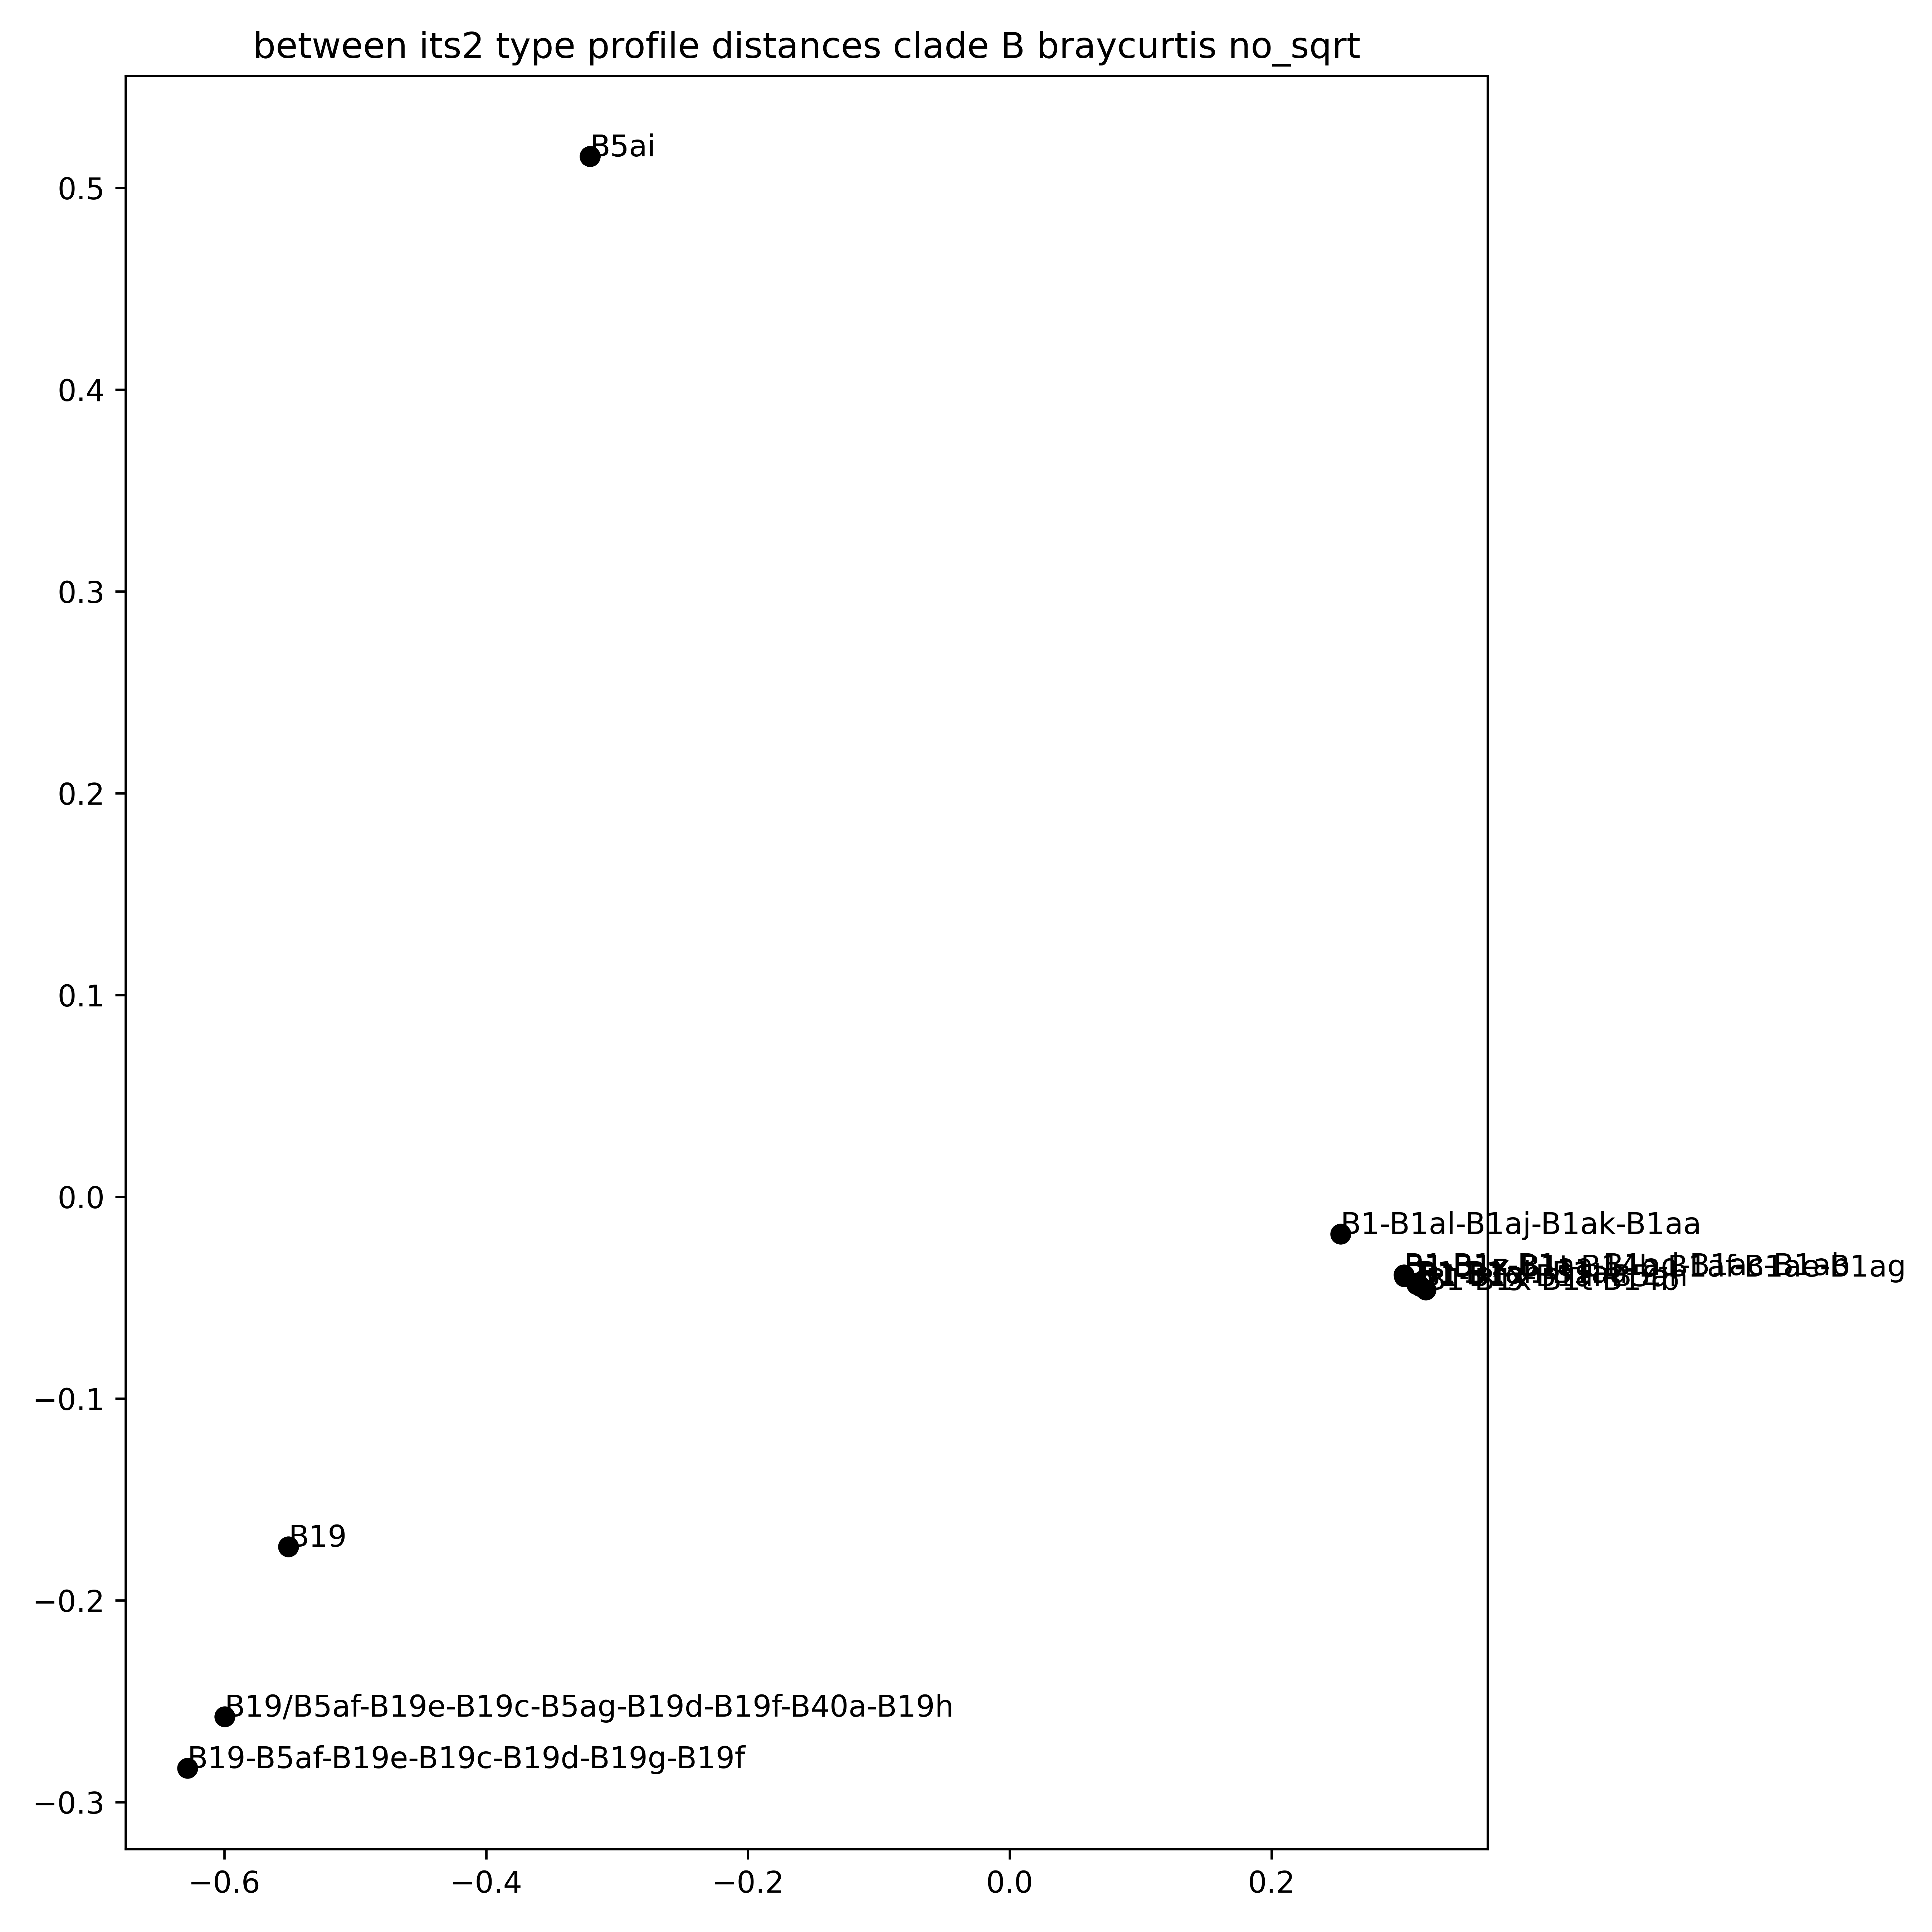 between its2 type profile distances clade B braycurtis no_sqrt
B5ai
0.5
0.4
0.3
0.2
0.1
0.0
B1-B1al-B1aj-B1ak-B1aa
−0.1
B19
−0.2
B19/B5af-B19e-B19c-B5ag-B19d-B19f-B40a-B19h
B19-B5af-B19e-B19c-B19d-B19g-B19f
−0.3
−0.6 −0.4 −0.2 0.0 0.2